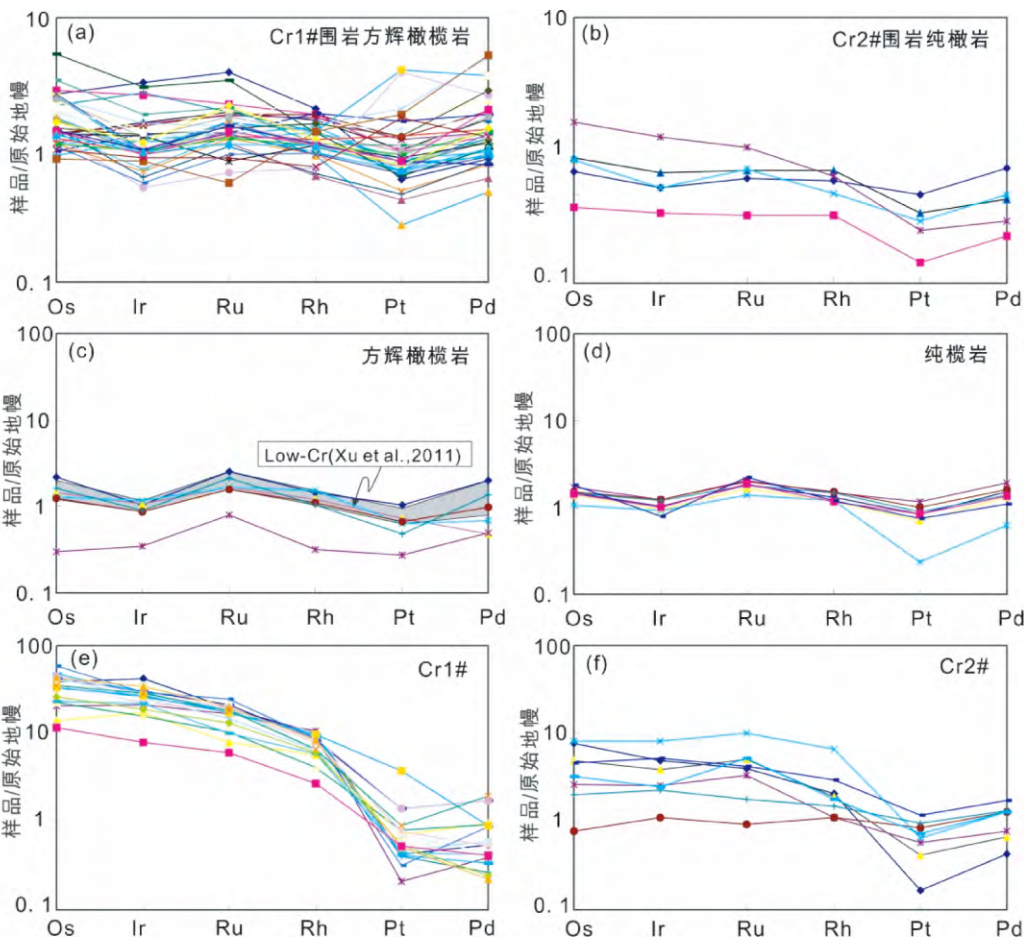 10
(a)
Cr1#围岩方辉橄榄岩
1
0. 1
样品/原始地幔
Os Ir Ru Rh Pt Pd
10
(b)
Cr2#围岩纯橄岩
1
0. 1
样品/原始地幔
Os Ir Ru Rh Pt Pd
100
(c)
方辉橄榄岩
10
Low-Cr(Xu et al.,2011)
1
0. 1
样品/原始地幔
Os Ir Ru Rh Pt Pd
100
(d)
纯榄岩
10
1
0. 1
样品/原始地幔
Os Ir Ru Rh Pt Pd
100
(e)
Cr1#
10
1
0. 1
样品/原始地幔
Os Ir Ru Rh Pt Pd
100
(f)
Cr2#
10
1
0. 1
样品/原始地幔
Os Ir Ru Rh Pt Pd